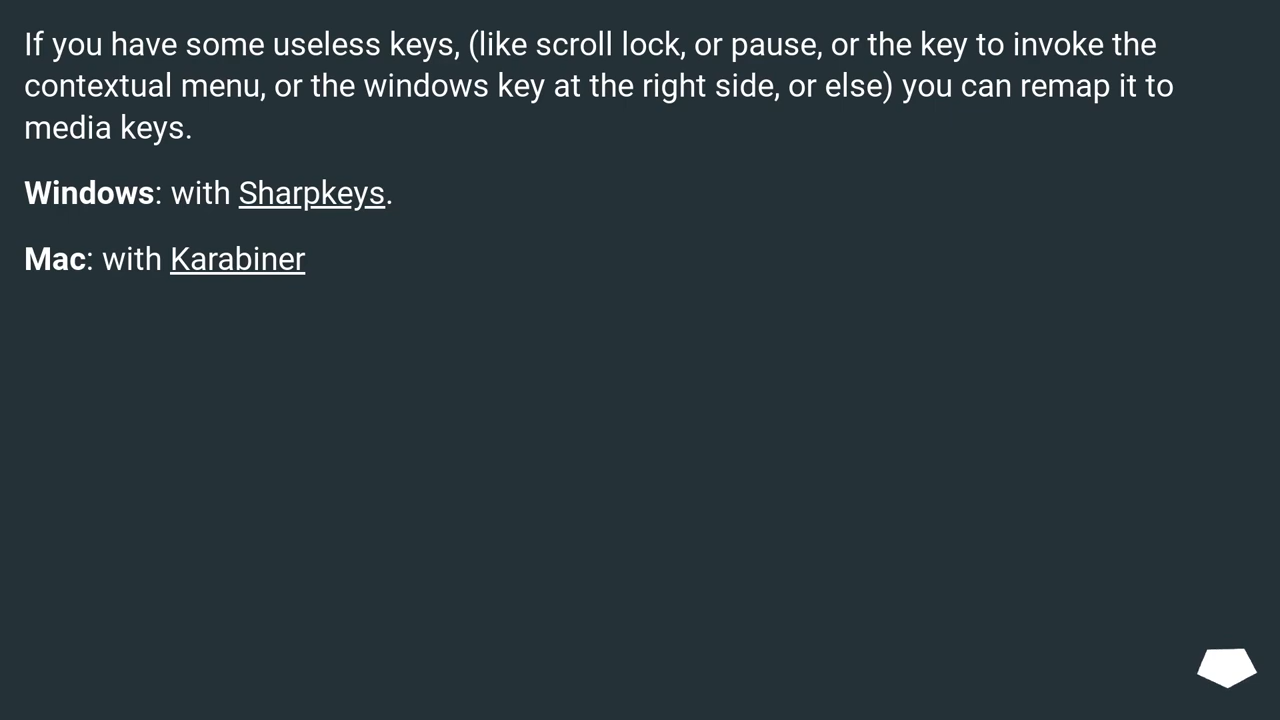 If you have some useless keys, (like scroll lock, or pause, or the key to invoke the
contextual menu, or the windows key at the right side, or else) you can remap it to
media keys.
Windows: with Sharpkeys.
Mac: with Karabiner